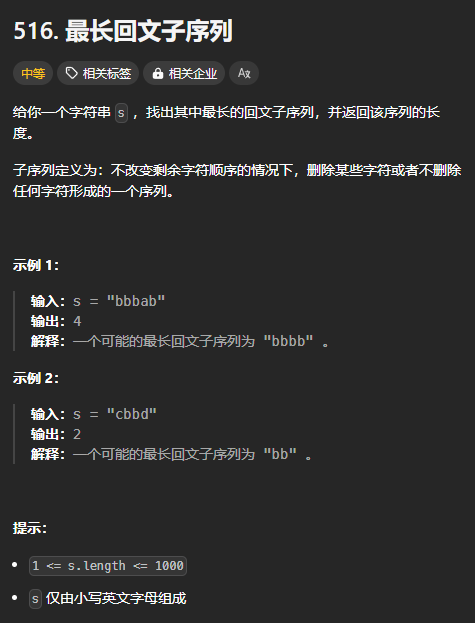 516. 最长回文子序列
中等 相关标签 相关企业 A文
给你一个字符串 s ，找出其中最长的回文子序列，并返回该序列的长
度。
子序列定义为：不改变剩余字符顺序的情况下，删除某些字符或者不删除
任何字符形成的一个序列。
示例 1：
输入：s = "bbbab"
输出：4
解释：一个可能的最长回文子序列为 "bbbb" 。
示例 2：
输入：s = "cbbd"
输出：2
解释：一个可能的最长回文子序列为 "bb" 。
提示：
1 <= s.length <= 1000
s 仅由小写英文字母组成